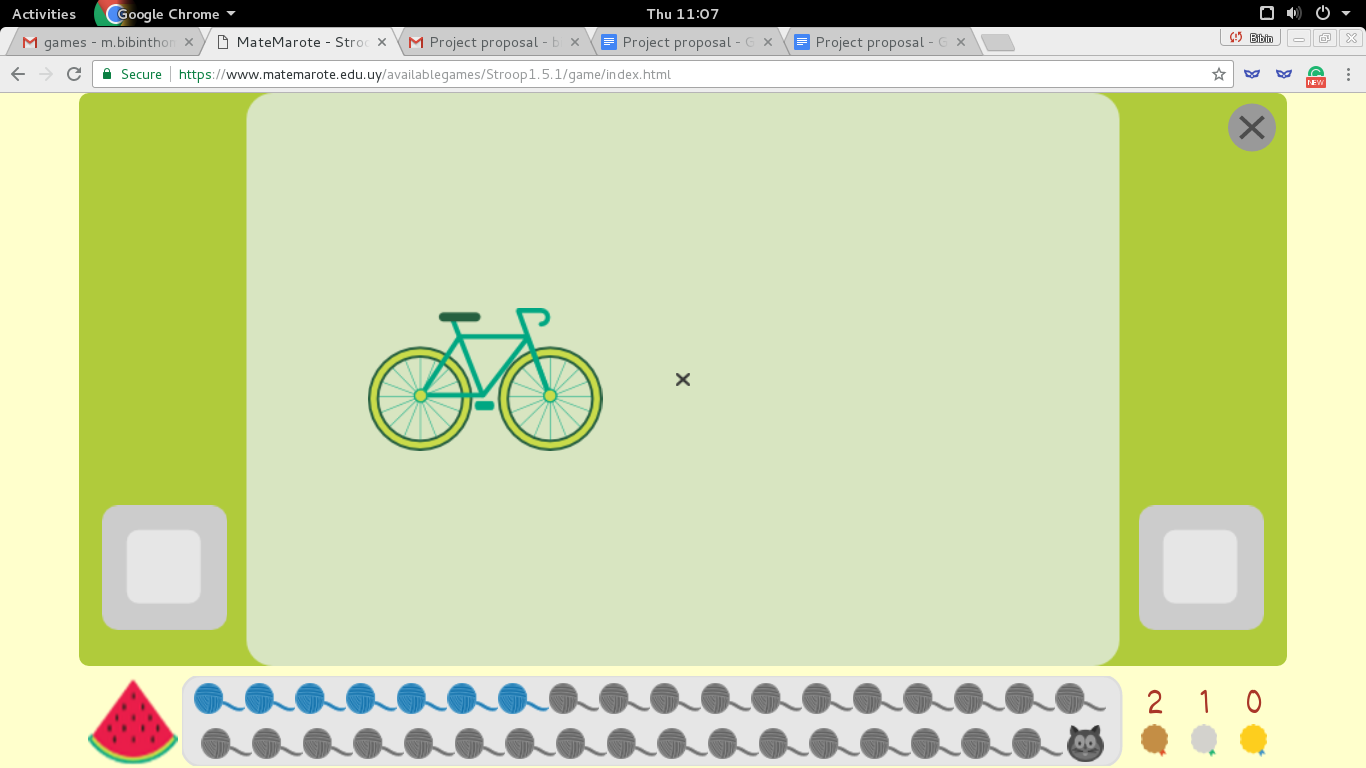 Activities Google Chrome Thu 11:07
games - m.bibinthon MateMarote - Stroo Project proposal - b Project proposal - G Project proposal - G Bibin
Secure https://www.matemarote.edu.uy/availablegames/Stroop1.5.1/game/index.html NEW
2 1 0